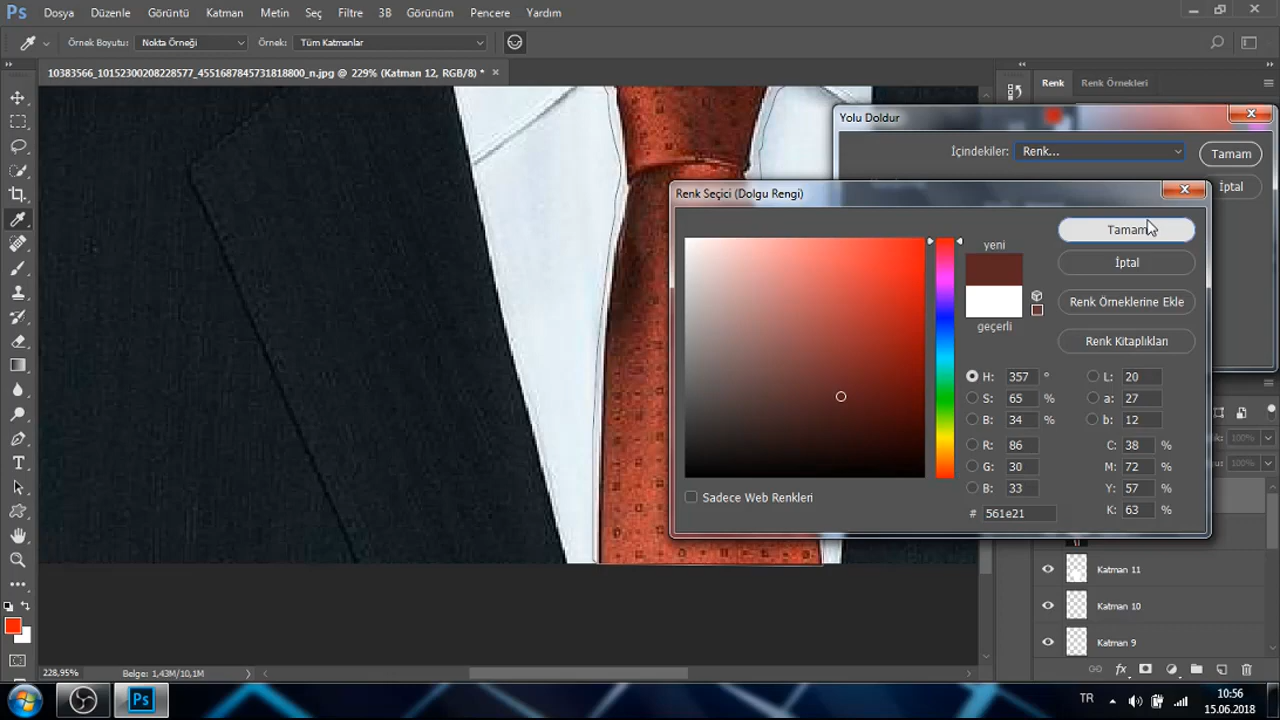 Ps Dosya Düzenle Görüntü Katman Metin Seç Filtre 3B Görünüm Pencere Yardım
Örnek Boyutu: Nokta Örneği Örnek: Tüm Katmanlar
10383566_10152300208228577_4551687845731818800_n.jpg @ 229% (Katman 12, RGB/8) *
Renk Renk Örnekleri
Yolu Doldur
İçindekiler: Renk...
Tamam
İptal
Renk Seçici (Dolgu Rengi)
yeni
geçerli
Tamam
İptal
Renk Örneklerine Ekle
Renk Kitaplıkları
H: 357 °
S: 65 %
B: 34 %
R: 86
G: 30
B: 33
# 561e21
L: 20
a: 27
b: 12
C: 38 %
M: 72 %
Y: 57 %
K: 63 %
Sadece Web Renkleri
100%
100%
Katman 11
Katman 10
Katman 9
228,95% Belge: 1,43M/10,1M
Ps
TR
10:56
15.06.2018